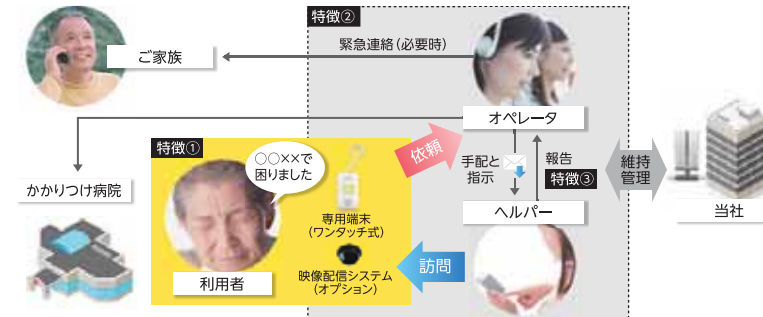 特徴②
緊急連絡(必要時)
ご家族
オペレータ
特徴①
○○××で
困りました
依頼
手配と
指示
報告
特徴③
維持
管理
かかりつけ病院
専用端末
(ワンタッチ式)
ヘルパー
当社
訪問
映像配信システム
(オプション)
利用者